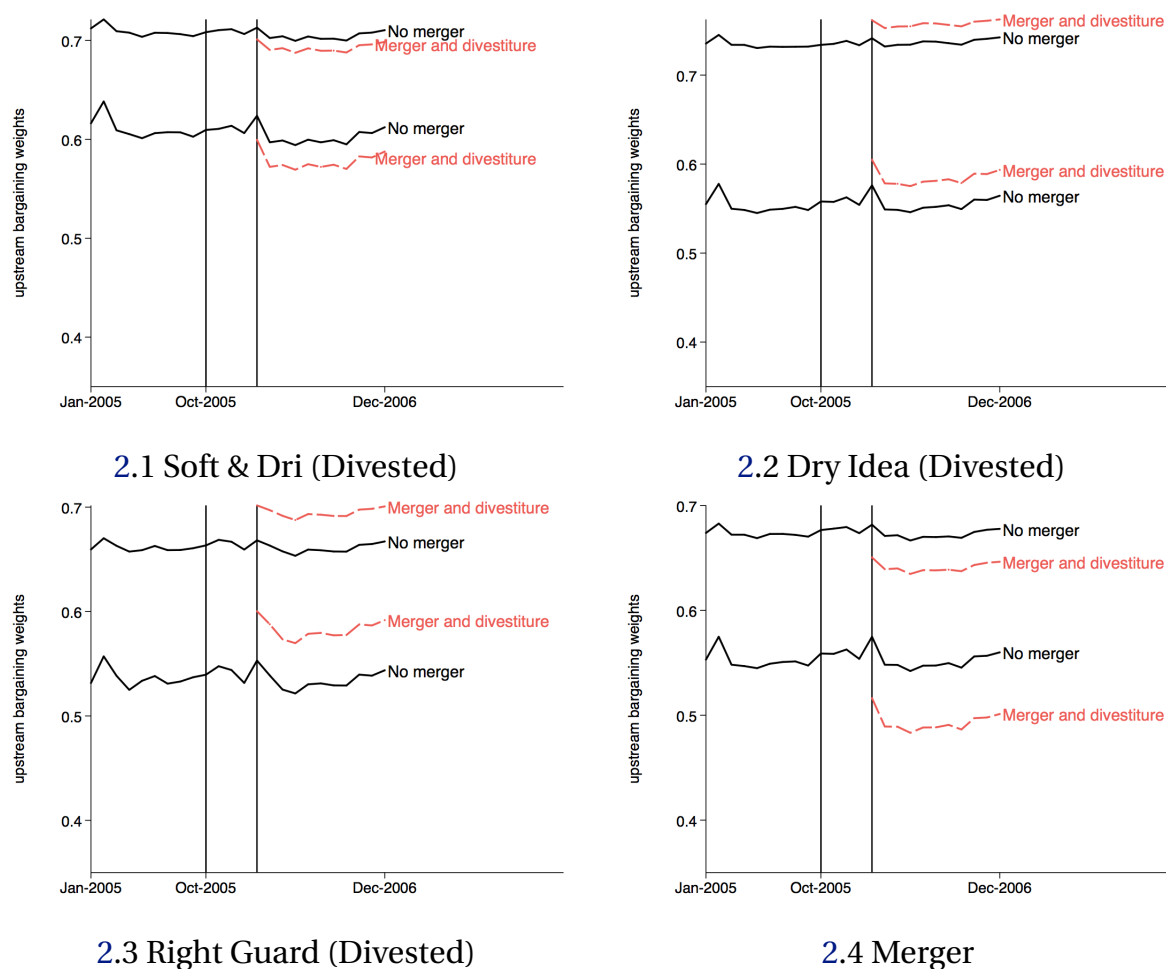 upstream bargaining weights
0.7
0.6
0.5
0.4
No merger
Merger and divestiture
No merger
Merger and divestiture
Jan-2005 Oct-2005 Dec-2006
2.1 Soft & Dri (Divested)
upstream bargaining weights
0.7
0.6
0.5
0.4
Merger and divestiture
No merger
Merger and divestiture
No merger
Jan-2005 Oct-2005 Dec-2006
2.2 Dry Idea (Divested)
upstream bargaining weights
0.7
0.6
0.5
0.4
Merger and divestiture
No merger
Merger and divestiture
No merger
Jan-2005 Oct-2005 Dec-2006
2.3 Right Guard (Divested)
upstream bargaining weights
0.7
0.6
0.5
0.4
No merger
Merger and divestiture
No merger
Merger and divestiture
Jan-2005 Oct-2005 Dec-2006
2.4 Merger